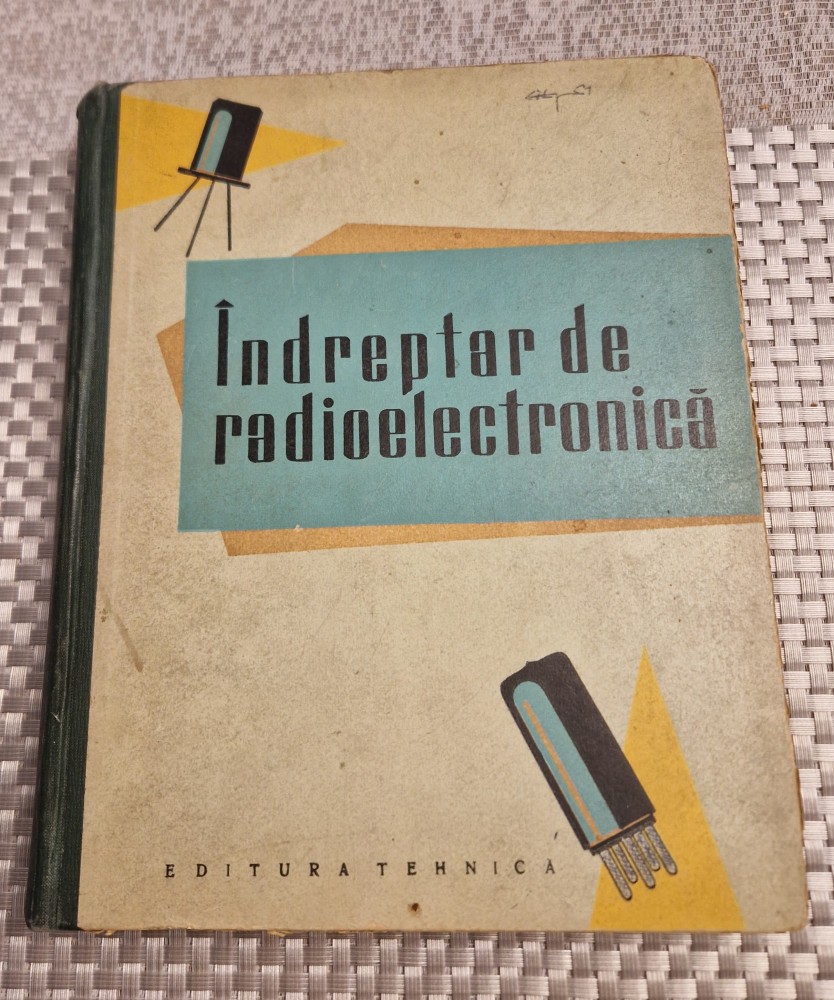 Îndreptar de
radioelectronică
EDITURA TEHNICĂ